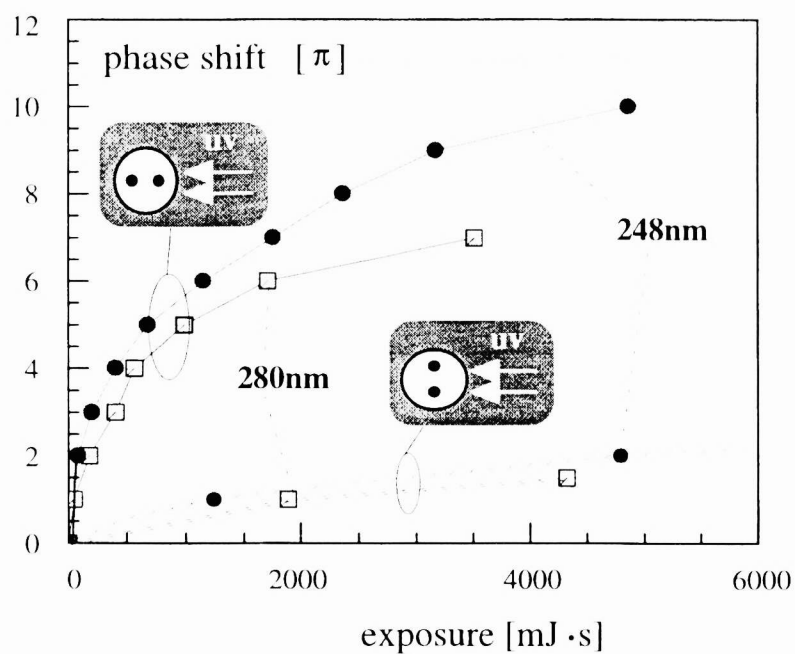 12
phase shift [π]
10
uv
8
248nm
6
uv
4
280nm
2
0
0 2000 4000 6000
exposure [mJ·s]